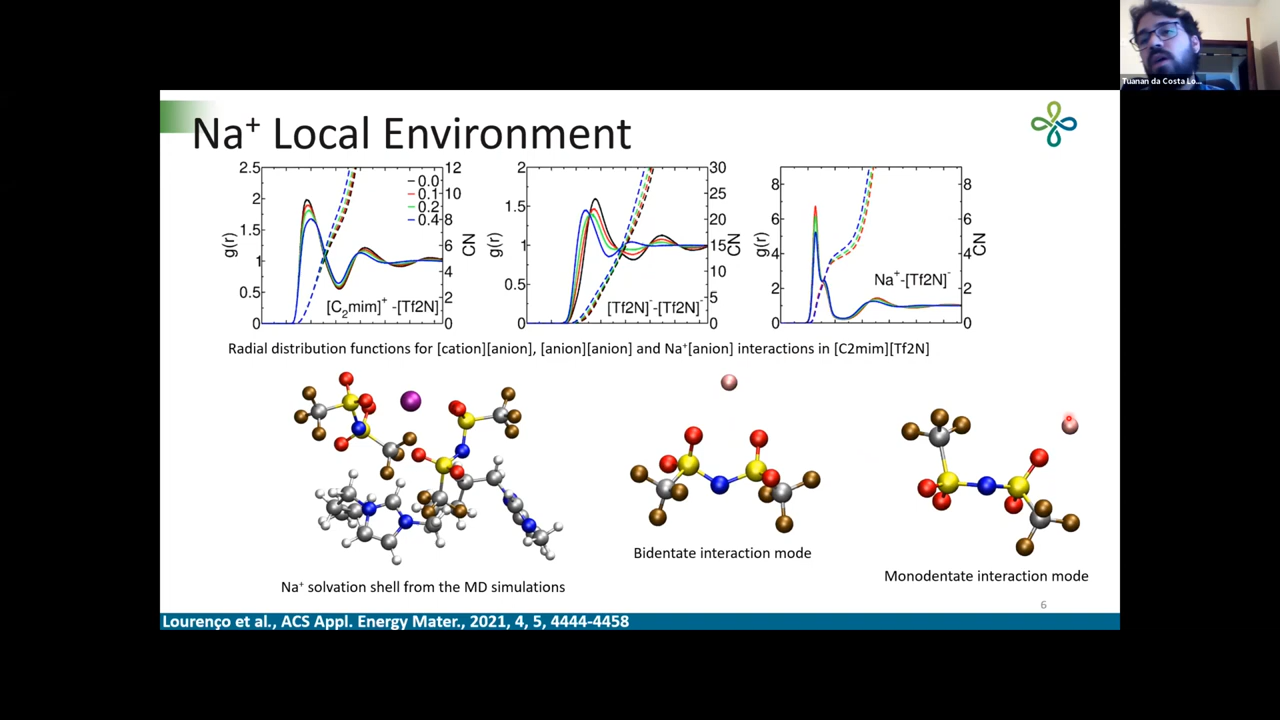 Tuanan da Costa Lo...
Na⁺ Local Environment
2.5
2
1.5
1
0.5
0
g(r)
12
10
8
6
4
2
0
CN
0.0
0.1
0.2
0.4
[C₂mim]⁺-[Tf2N]⁻
2
1.5
1
0.5
0
g(r)
30
25
20
15
10
5
0
CN
[Tf2N]⁻-[Tf2N]⁻
8
6
4
2
0
g(r)
8
6
4
2
0
CN
Na⁺-[Tf2N]⁻
Radial distribution functions for [cation][anion], [anion][anion] and Na⁺[anion] interactions in [C2mim][Tf2N]
Bidentate interaction mode
Monodentate interaction mode
Na⁺ solvation shell from the MD simulations
6
Lourenço et al., ACS Appl. Energy Mater., 2021, 4, 5, 4444-4458